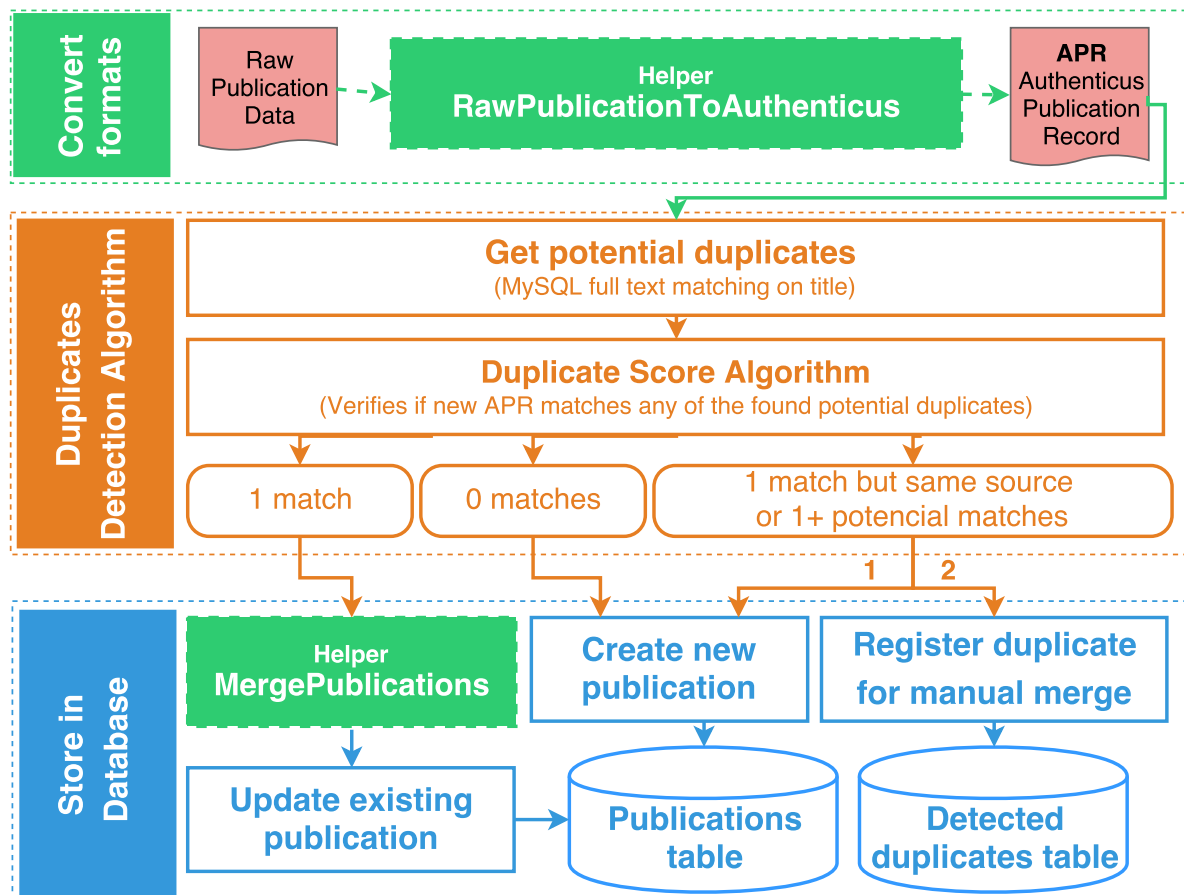 Convert
formats
Raw
Publication
Data
Helper
RawPublicationToAuthenticus
APR
Authenticus
Publication
Record
Duplicates
Detection Algorithm
Get potential duplicates
(MySQL full text matching on title)
Duplicate Score Algorithm
(Verifies if new APR matches any of the found potential duplicates)
1 match
0 matches
1 match but same source
or 1+ potencial matches
1
2
Store in
Database
Helper
MergePublications
Create new
publication
Register duplicate
for manual merge
Update existing
publication
Publications
table
Detected
duplicates table